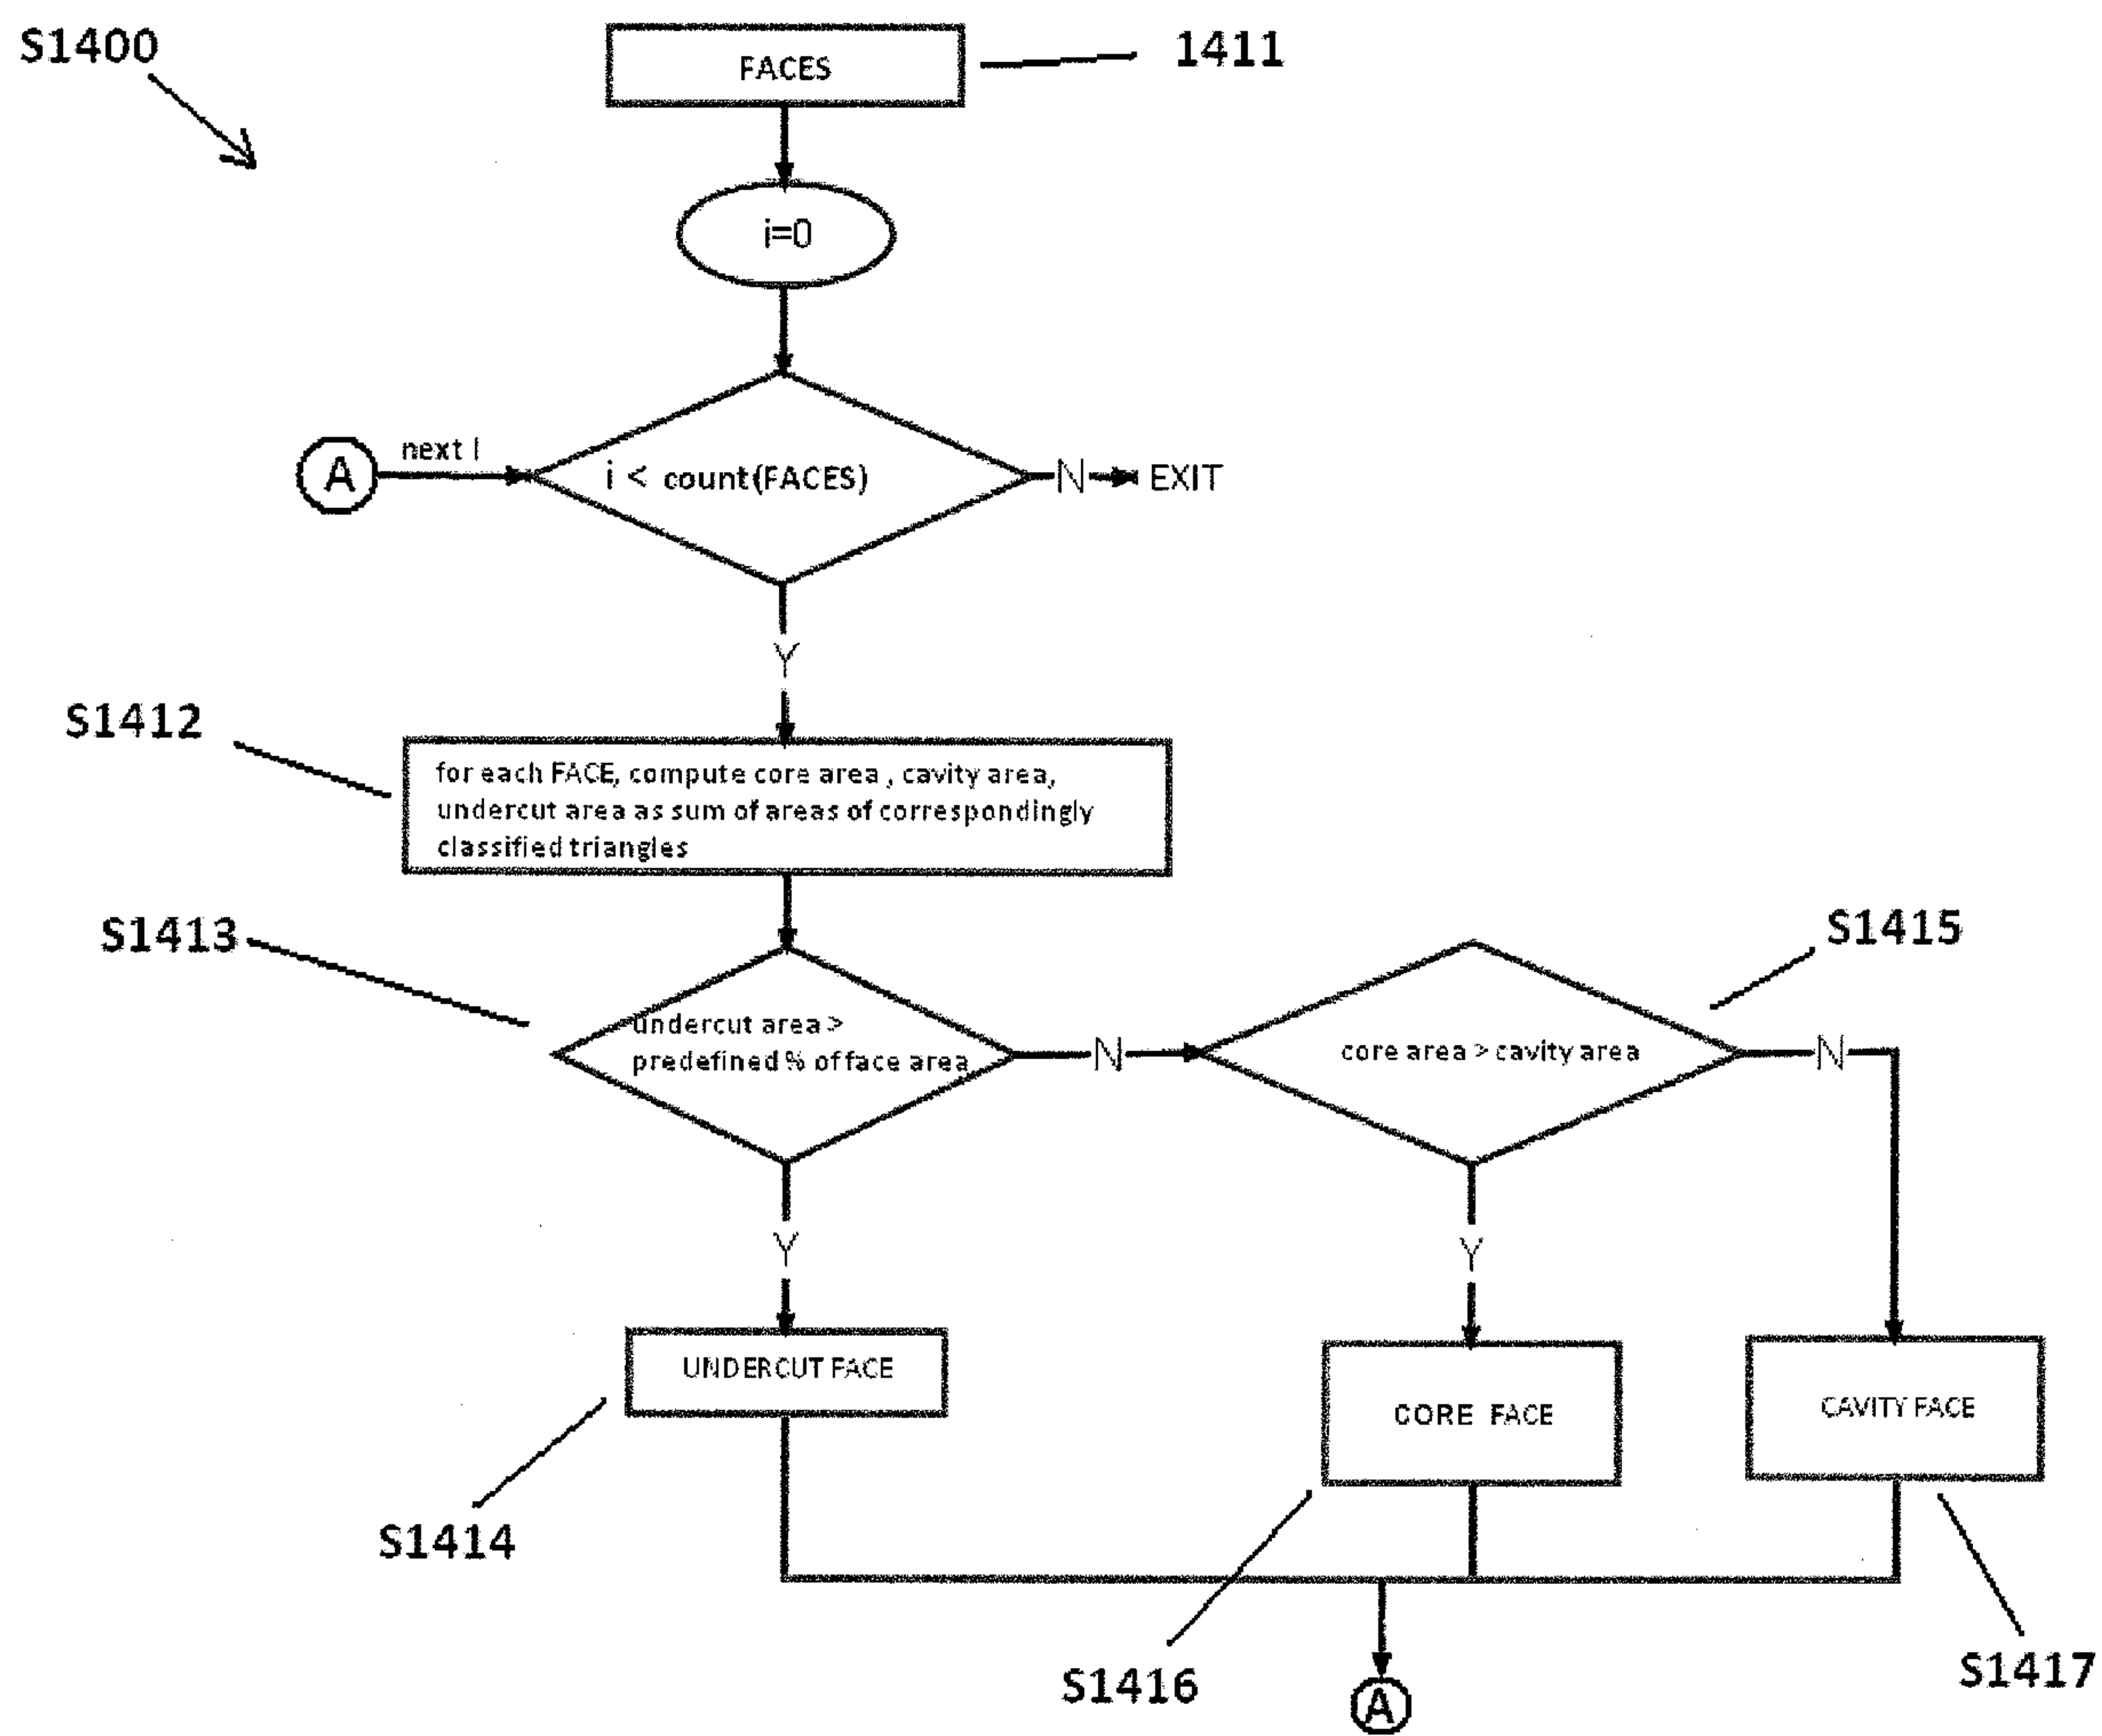 S1400
FACES
1411
i=0
A
next I
i < count(FACES)
N
EXIT
Y
S1412
for each FACE, compute core area , cavity area,
undercut area as sum of areas of correspondingly
classified triangles
S1413
undercut area >
predefined % of face area
N
S1415
core area > cavity area
N
Y
Y
UNDERCUT FACE
CORE FACE
CAVITY FACE
S1414
S1416
S1417
A